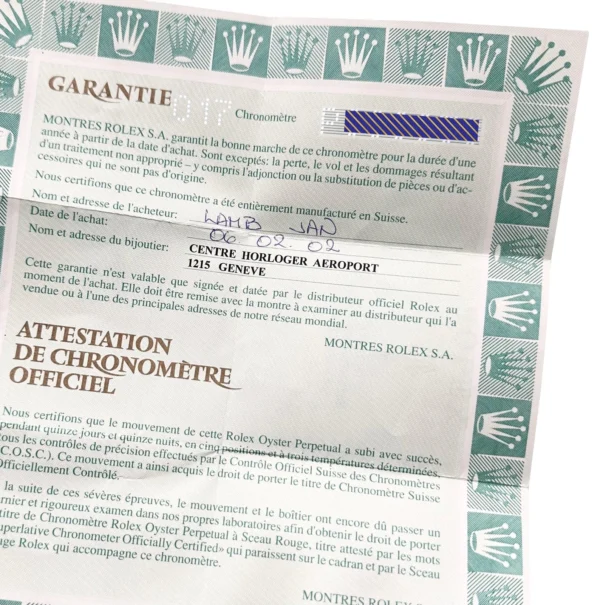 GARANTIE 017 Chronomètre
MONTRES ROLEX S.A. garantit la bonne marche de ce chronomètre pour la durée d'une
année à partir de la date d'achat. Sont exceptés: la perte, le vol et les dommages résultant
d'un traitement non approprié – y compris l'adjonction ou la substitution de pièces ou d'ac-
cessoires qui ne sont pas d'origine.
Nous certifions que ce chronomètre a été entièrement manufacturé en Suisse.
Nom et adresse de l'acheteur: LAMB JAN
Date de l'achat: 06.02.02
Nom et adresse du bijoutier: CENTRE HORLOGER AEROPORT
1215 GENEVE
Cette garantie n'est valable que signée et datée par le distributeur officiel Rolex au
moment de l'achat. Elle doit être remise avec la montre à examiner au distributeur qui l'a
vendue ou à l'une des principales adresses de notre réseau mondial.
MONTRES ROLEX S.A.
ATTESTATION
DE CHRONOMÈTRE
OFFICIEL
Nous certifions que le mouvement de cette Rolex Oyster Perpetual a subi avec succès,
pendant quinze jours et quinze nuits, en cinq positions et à trois températures déterminées,
ous les contrôles de précision effectués par le Contrôle Officiel Suisse des Chronomètres
C.O.S.C.). Ce mouvement a ainsi acquis le droit de porter le titre de Chronomètre Suisse
Officiellement Contrôlé.
la suite de ces sévères épreuves, le mouvement et le boîtier ont encore dû passer un
rnier et rigoureux examen dans nos propres laboratoires afin d'obtenir le droit de porter
titre de Chronomètre Rolex Oyster Perpetual à Sceau Rouge, titre attesté par les mots
uperlative Chronometer Officially Certified» qui paraissent sur le cadran et par le Sceau
uge Rolex qui accompagne ce chronomètre.
MONTRES ROLEX